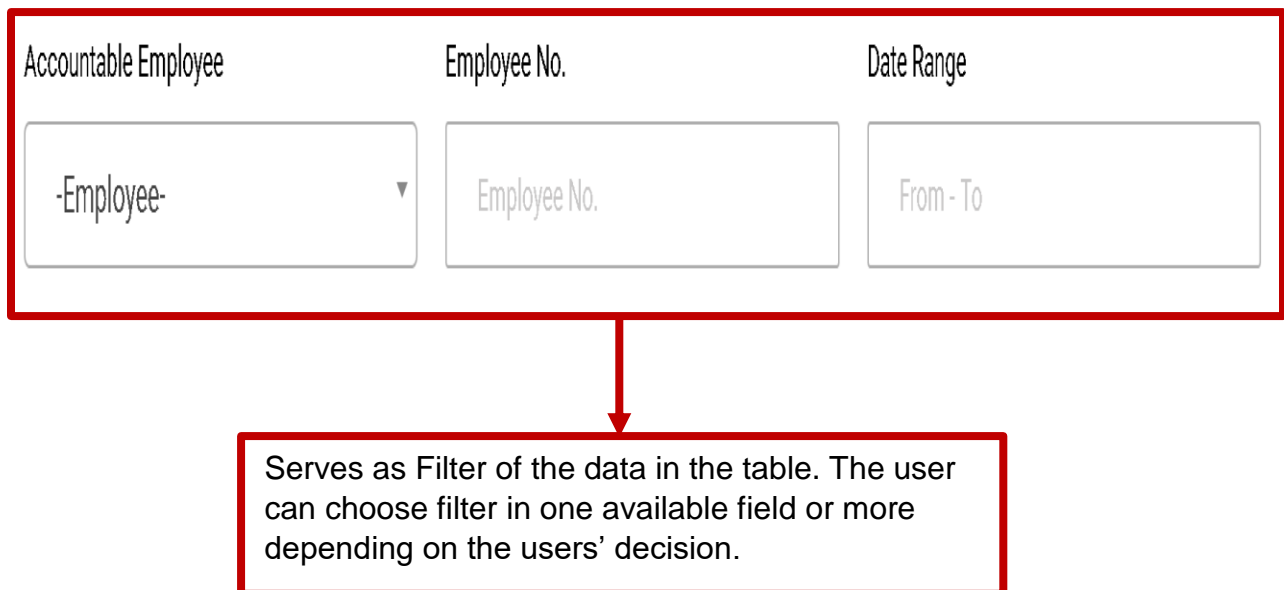 Accountable Employee Employee No. Date Range
-Employee- Employee No. From - To
Serves as Filter of the data in the table. The user
can choose filter in one available field or more
depending on the users’ decision.